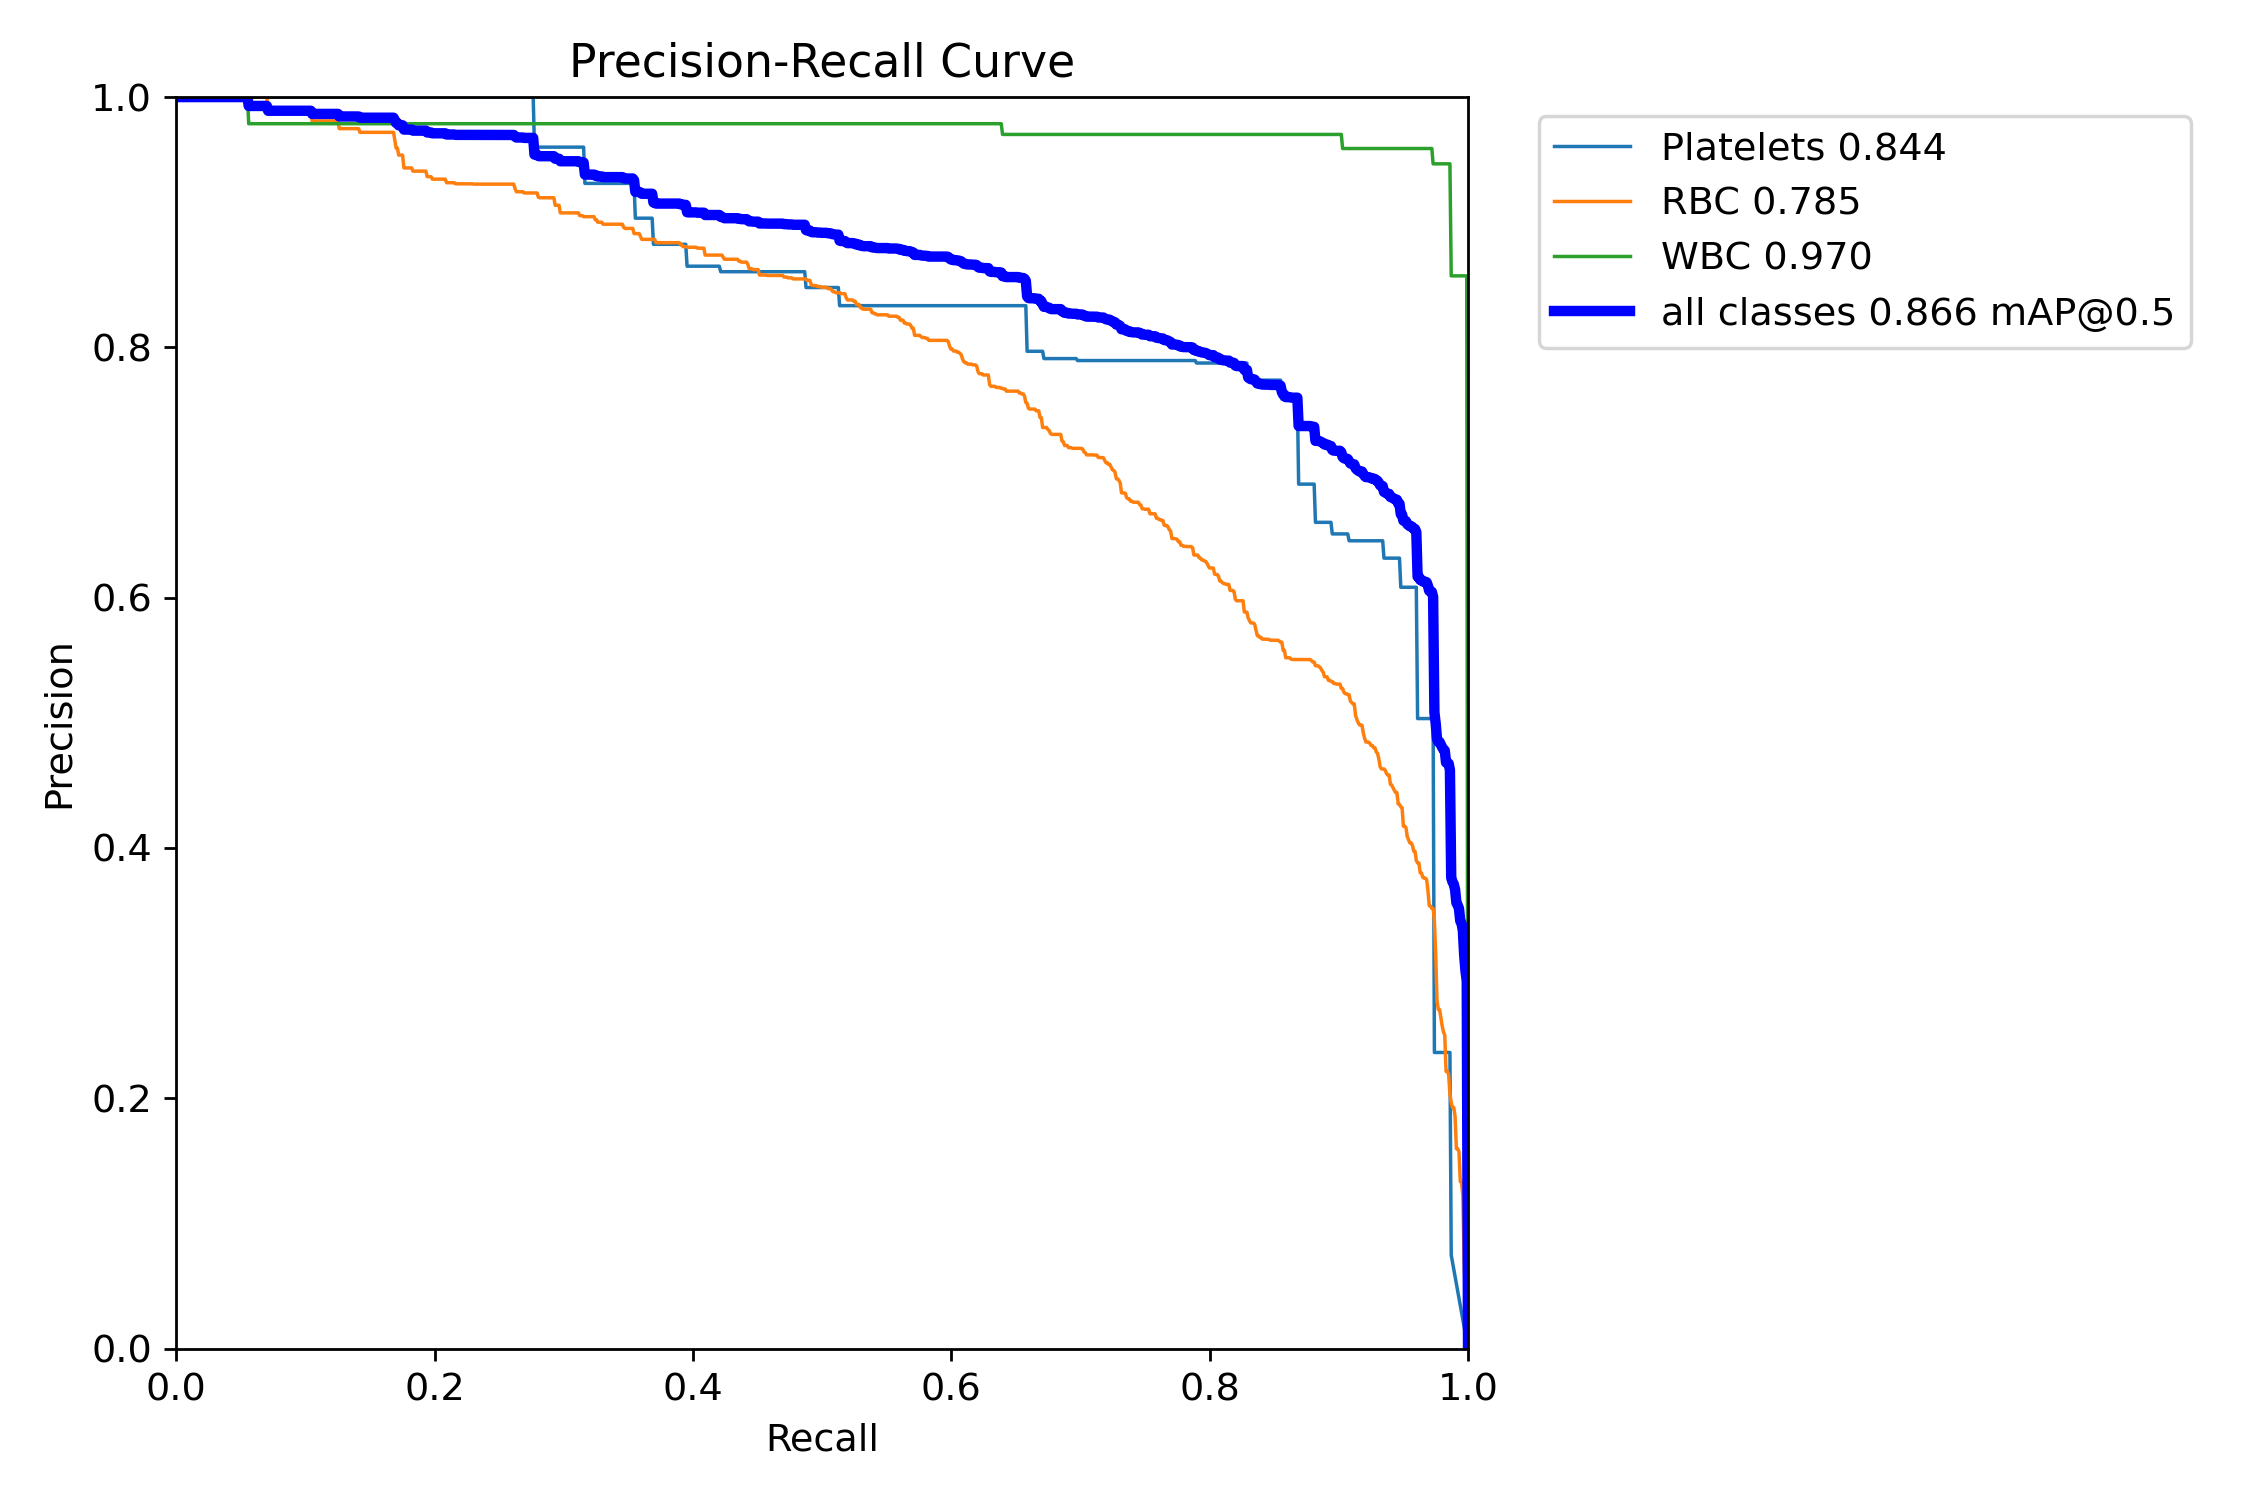 Precision-Recall Curve
1.0
0.8
0.6
0.4
0.2
0.0
Precision
0.0 0.2 0.4 0.6 0.8 1.0
Recall
Platelets 0.844
RBC 0.785
WBC 0.970
all classes 0.866 mAP@0.5